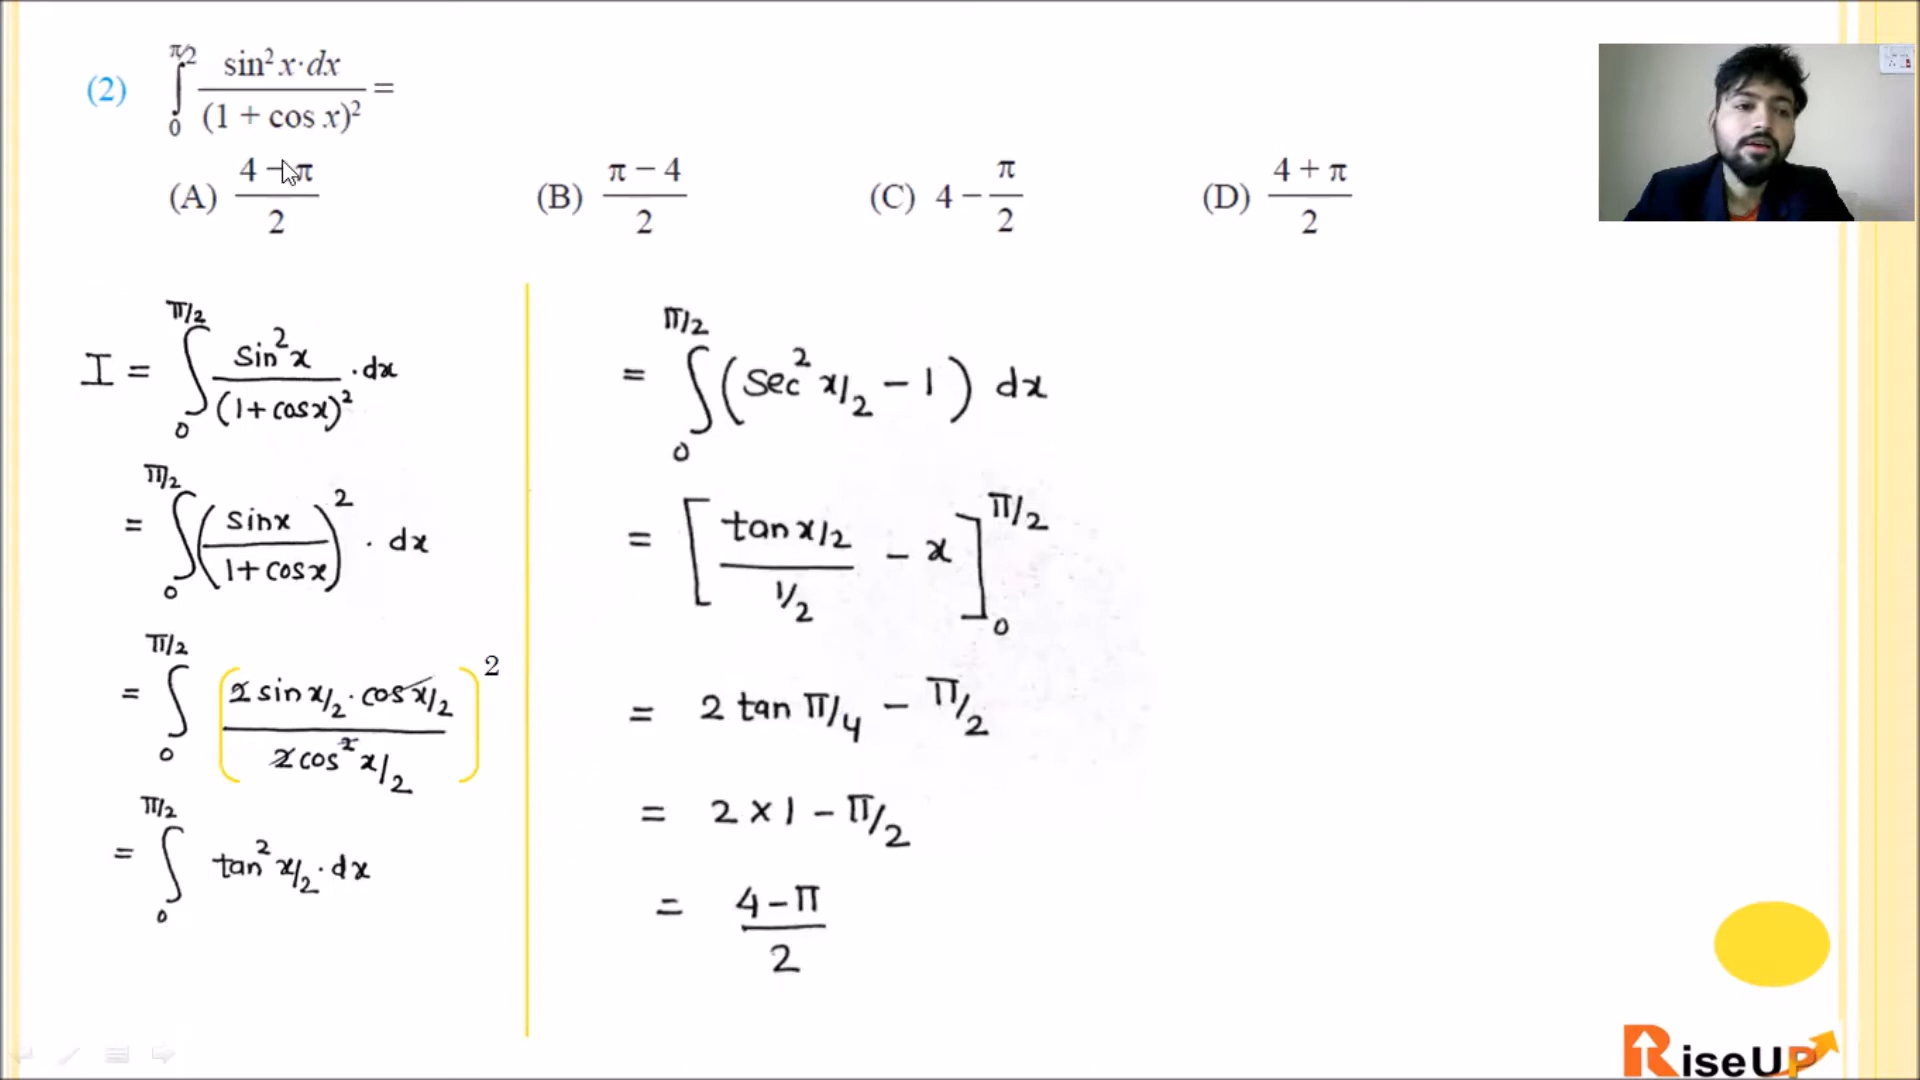 (2) ∫₀^{π/2} sin² x·dx / (1 + cos x)² =
(A) (4 − π)/2 (B) (π − 4)/2 (C) 4 − π/2 (D) (4 + π)/2
I = ∫₀^{π/2} sin²x / (1 + cosx)² · dx
= ∫₀^{π/2} (sinx / (1 + cosx))² · dx
= ∫₀^{π/2} (2 sin x/2 · cos x/2 / 2 cos² x/2)²
= ∫₀^{π/2} tan² x/2 · dx
= ∫₀^{π/2} (sec² x/2 − 1) dx
= [tan x/2 / 1/2 − x]₀^{π/2}
= 2 tan π/4 − π/2
= 2 × 1 − π/2
= (4 − π)/2
RiseUP